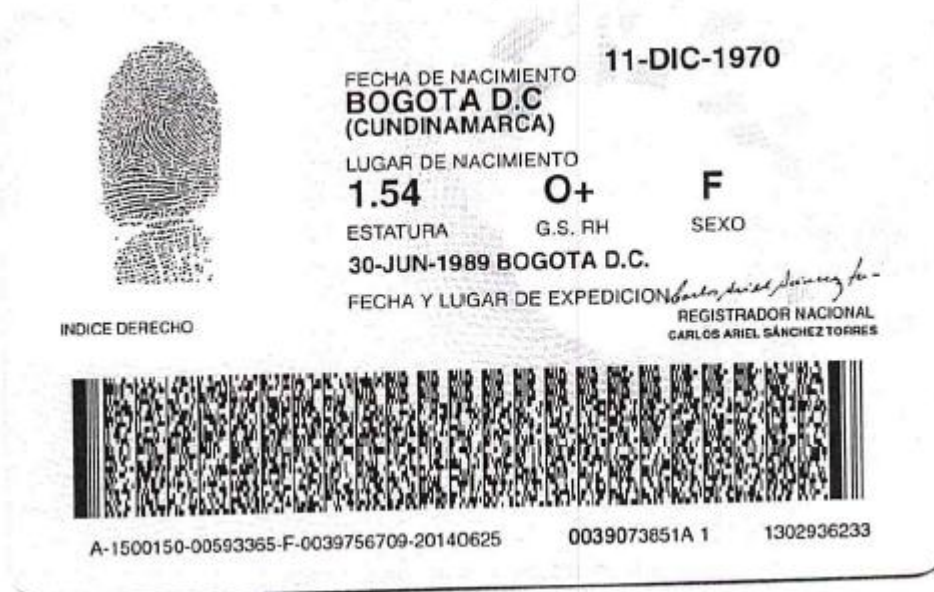 11-DIC-1970
FECHA DE NACIMIENTO
BOGOTA D.C
(CUNDINAMARCA)
LUGAR DE NACIMIENTO
1.54 O+ F
ESTATURA G.S. RH SEXO
30-JUN-1989 BOGOTA D.C.
FECHA Y LUGAR DE EXPEDICION
REGISTRADOR NACIONAL
CARLOS ARIEL SÁNCHEZ TORRES
INDICE DERECHO
A-1500150-00593365-F-0039756709-20140625 0039073851A 1 1302936233